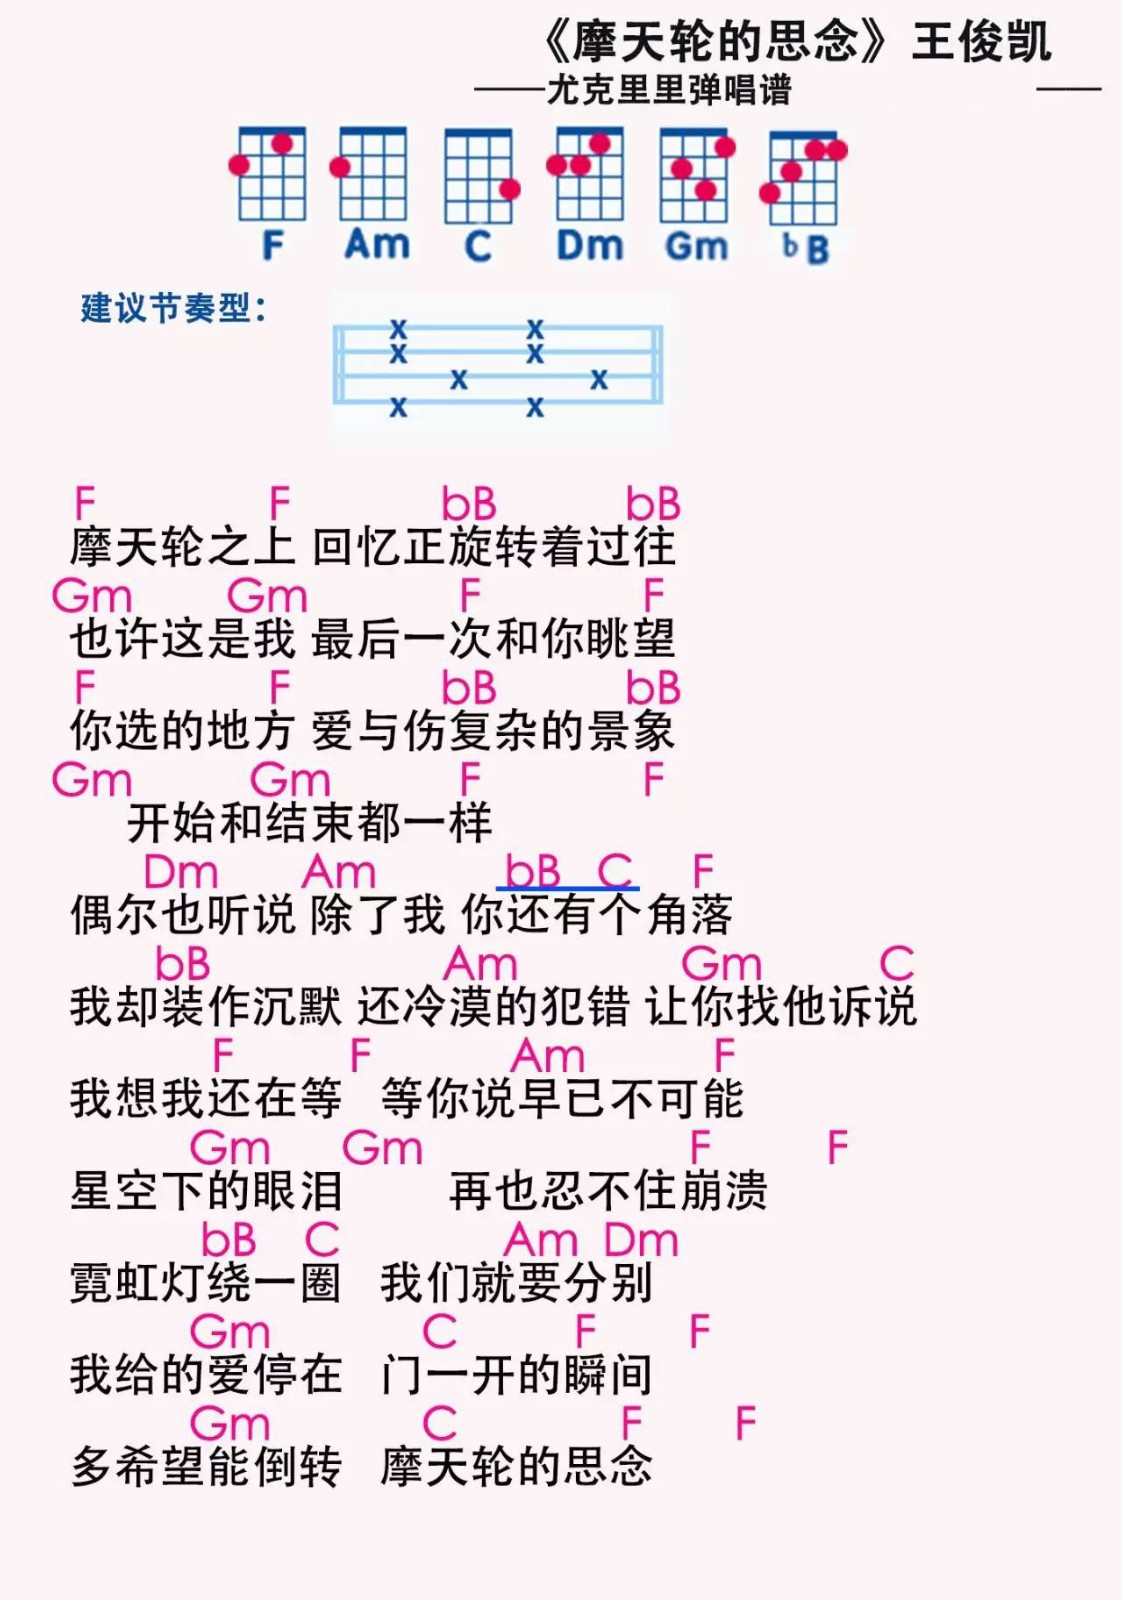 《摩天轮的思念》王俊凯
——尤克里里弹唱谱 ——
F Am C Dm Gm ♭B
建议节奏型：
x x
x x
x x
x x
F F bB bB
摩天轮之上 回忆正旋转着过往
Gm Gm F F
也许这是我 最后一次和你眺望
F F bB bB
你选的地方 爱与伤复杂的景象
Gm Gm F F
开始和结束都一样
Dm Am bB C F
偶尔也听说 除了我 你还有个角落
bB Am Gm C
我却装作沉默 还冷漠的犯错 让你找他诉说
F F Am F
我想我还在等 等你说早已不可能
Gm Gm F F
星空下的眼泪 再也忍不住崩溃
bB C Am Dm
霓虹灯绕一圈 我们就要分别
Gm C F F
我给的爱停在 门一开的瞬间
Gm C F F
多希望能倒转 摩天轮的思念